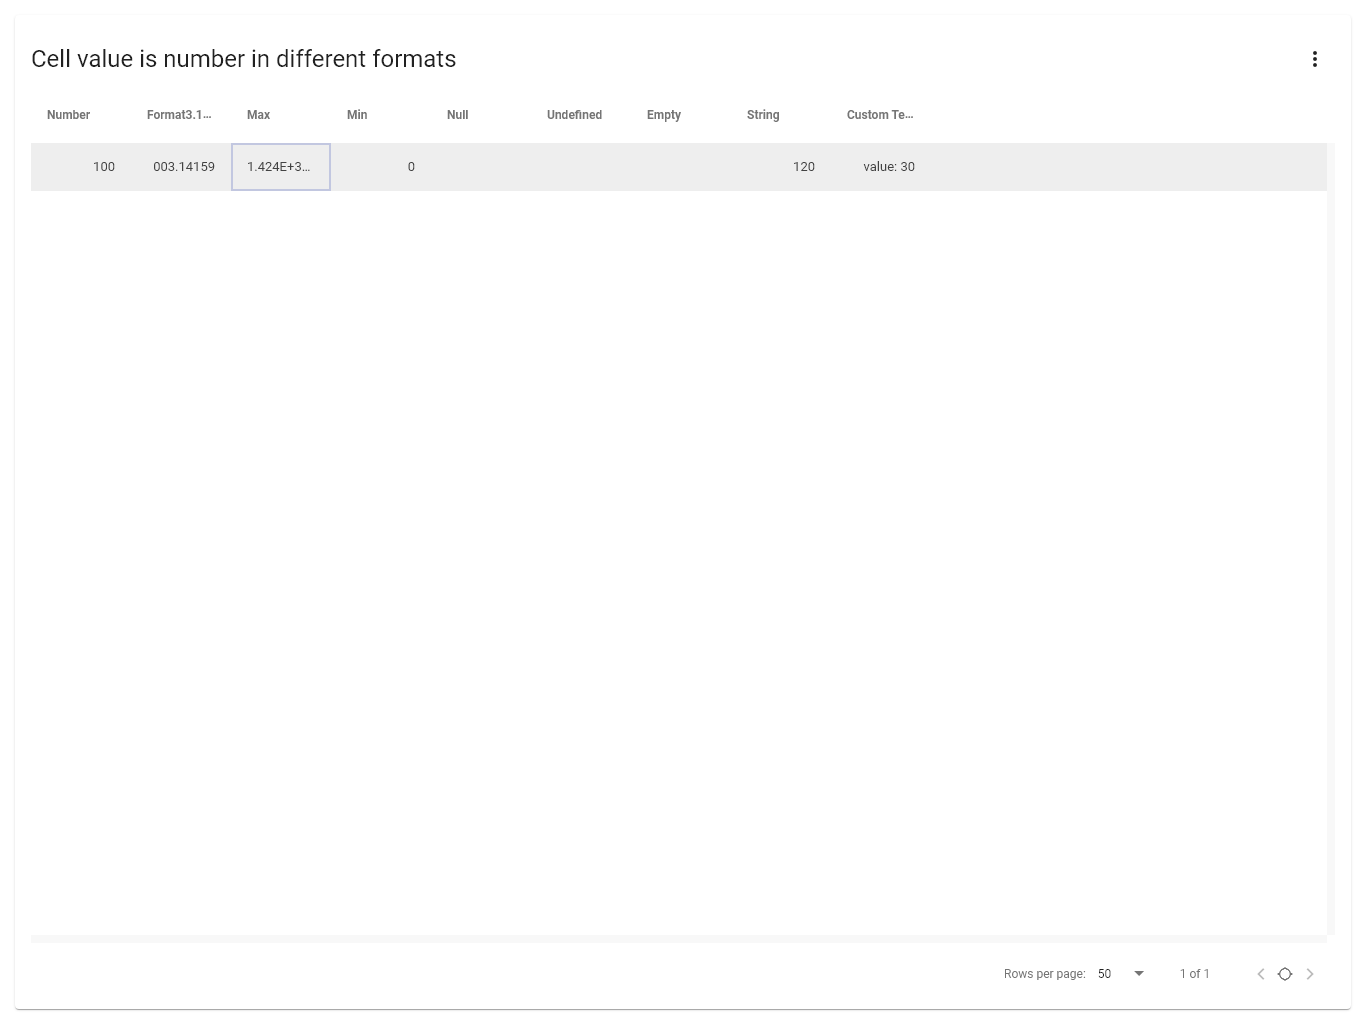 Cell value is number in different formats
Number Format3.1... Max Min Null Undefined Empty String Custom Te...
100 003.14159 1.424E+3... 0 120 value: 30
Rows per page: 50 1 of 1